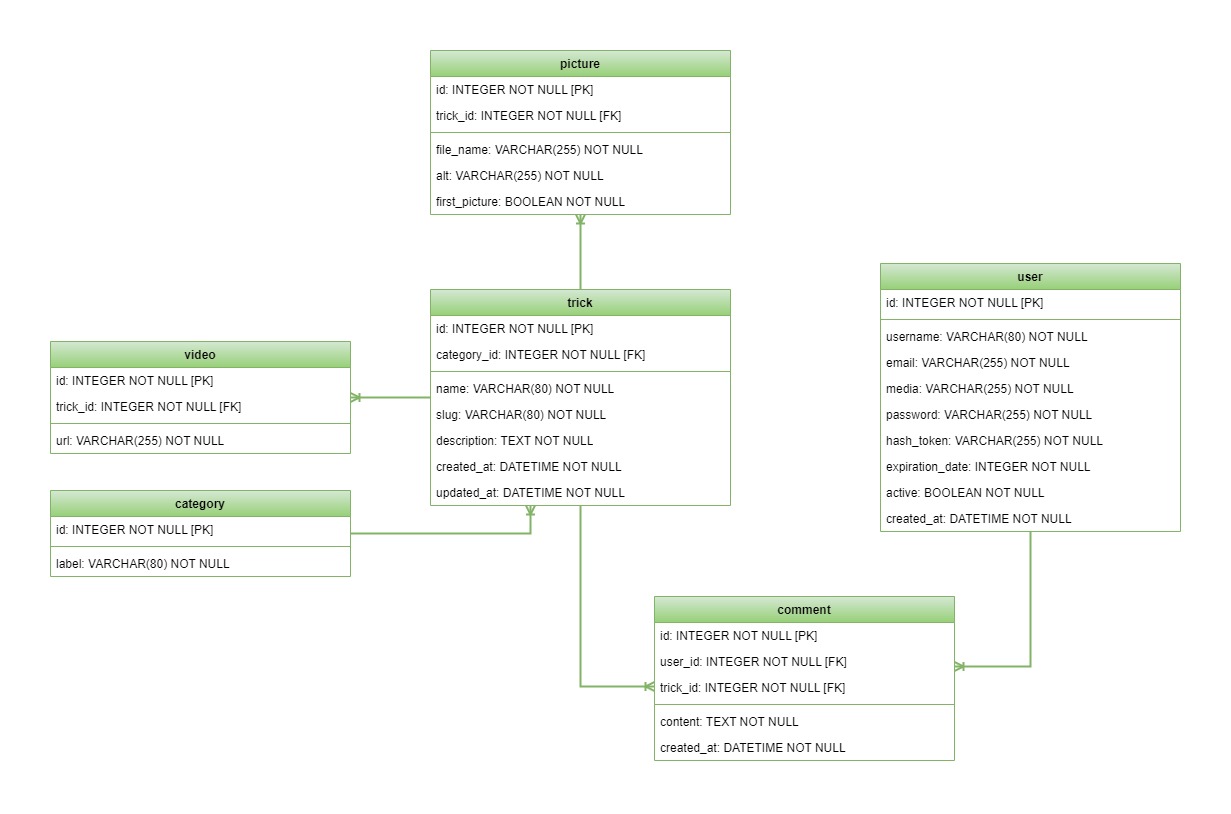 picture
id: INTEGER NOT NULL [PK]
trick_id: INTEGER NOT NULL [FK]
file_name: VARCHAR(255) NOT NULL
alt: VARCHAR(255) NOT NULL
first_picture: BOOLEAN NOT NULL
trick
id: INTEGER NOT NULL [PK]
category_id: INTEGER NOT NULL [FK]
name: VARCHAR(80) NOT NULL
slug: VARCHAR(80) NOT NULL
description: TEXT NOT NULL
created_at: DATETIME NOT NULL
updated_at: DATETIME NOT NULL
user
id: INTEGER NOT NULL [PK]
username: VARCHAR(80) NOT NULL
email: VARCHAR(255) NOT NULL
media: VARCHAR(255) NOT NULL
password: VARCHAR(255) NOT NULL
hash_token: VARCHAR(255) NOT NULL
expiration_date: INTEGER NOT NULL
active: BOOLEAN NOT NULL
created_at: DATETIME NOT NULL
video
id: INTEGER NOT NULL [PK]
trick_id: INTEGER NOT NULL [FK]
url: VARCHAR(255) NOT NULL
category
id: INTEGER NOT NULL [PK]
label: VARCHAR(80) NOT NULL
comment
id: INTEGER NOT NULL [PK]
user_id: INTEGER NOT NULL [FK]
trick_id: INTEGER NOT NULL [FK]
content: TEXT NOT NULL
created_at: DATETIME NOT NULL